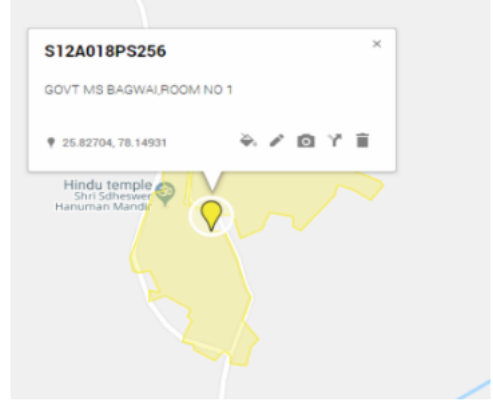 S12A018PS256
×
GOVT MS BAGWAI,ROOM NO 1
25.82704, 78.14931
Hindu temple
Shri Sdheswer
Hanuman Mandir